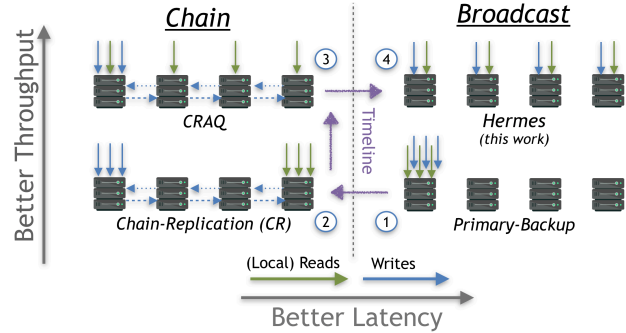 Chain
Broadcast
Better Throughput
3
4
CRAQ
Timeline
Hermes
(this work)
Chain-Replication (CR)
2
1
Primary-Backup
(Local) Reads
Writes
Better Latency